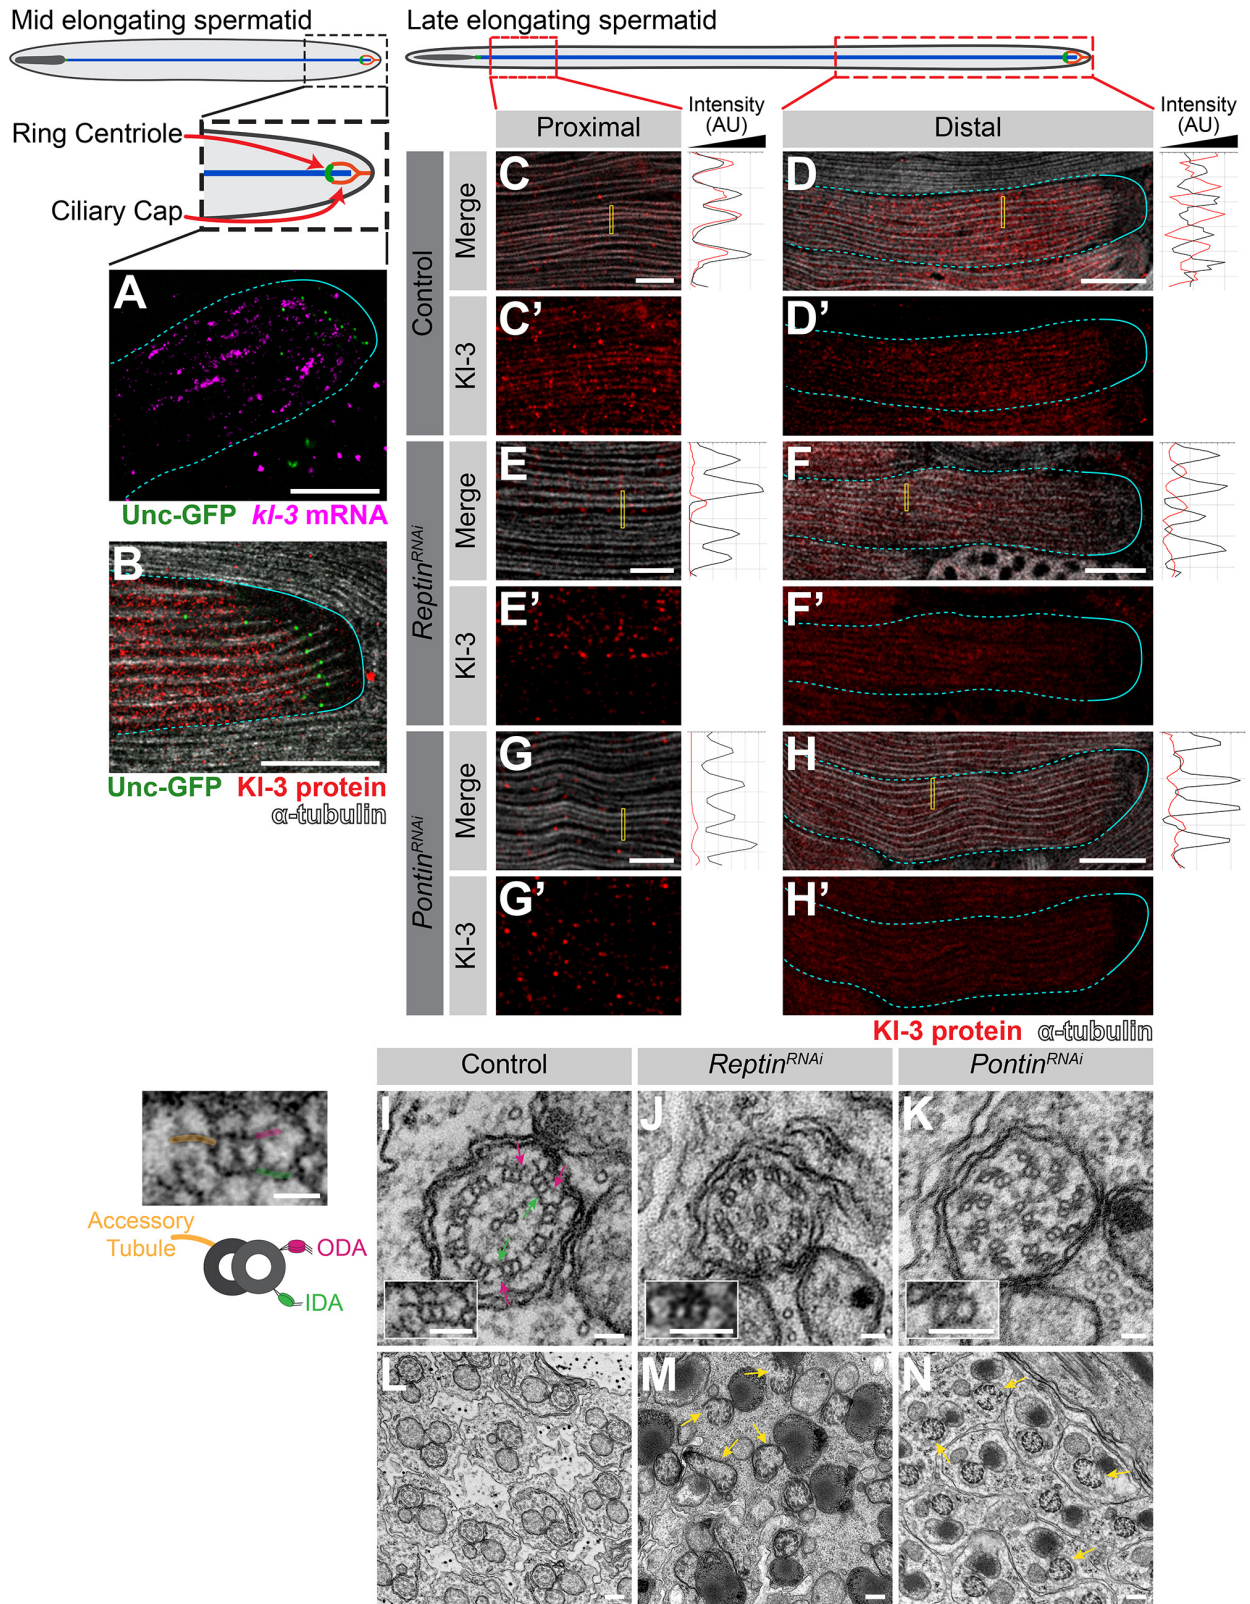 Mid elongating spermatid
Late elongating spermatid
Ring Centriole
Ciliary Cap
Proximal
Intensity
(AU)
Distal
Intensity
(AU)
A
Unc-GFP kl-3 mRNA
B
Unc-GFP Kl-3 protein
α-tubulin
Control
Merge
C
D
Kl-3
C’
D’
Reptin^RNAi
Merge
E
F
Kl-3
E’
F’
Pontin^RNAi
Merge
G
H
Kl-3
G’
H’
Kl-3 protein α-tubulin
Control
Reptin^RNAi
Pontin^RNAi
Accessory
Tubule
ODA
IDA
I
J
K
L
M
N